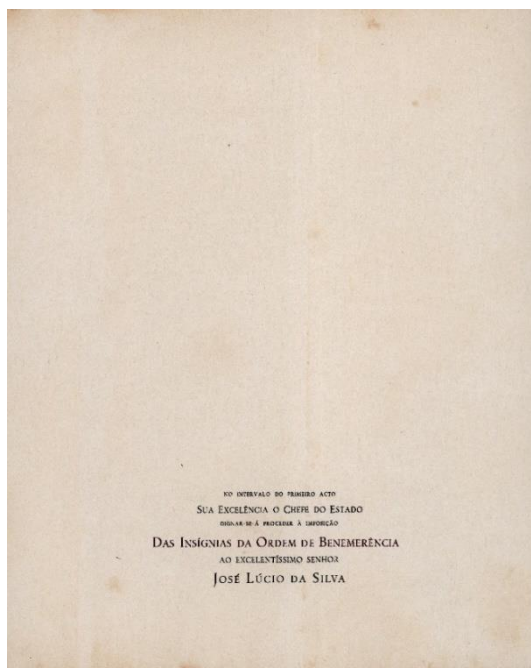 NO INTERVALO DO PRIMEIRO ACTO
SUA EXCELÊNCIA O CHEFE DO ESTADO
DIGNAR-SE-Á PROCEDER À IMPOSIÇÃO
DAS INSÍGNIAS DA ORDEM DE BENEMERÊNCIA
AO EXCELENTÍSSIMO SENHOR
JOSÉ LÚCIO DA SILVA